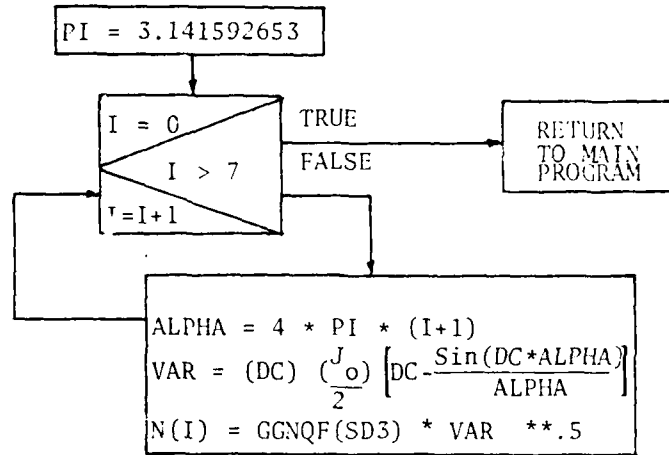 PI = 3.141592653
I = 0
TRUE
I > 7
FALSE
I=I+1
RETURN
TO MAIN
PROGRAM
ALPHA = 4 * PI * (I+1)
VAR = (DC) (J_o/2) [DC-Sin(DC*ALPHA)/ALPHA]
N(I) = GGNQF(SD3) * VAR **.5